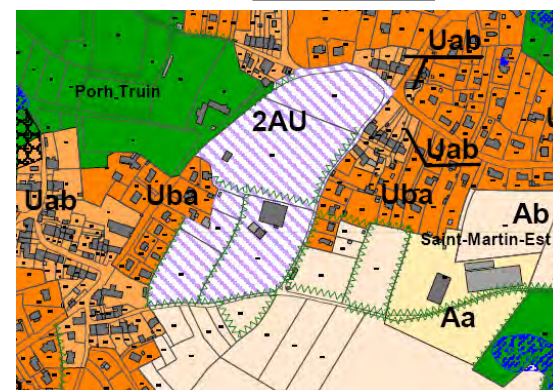 Uab
Porh Truin
2AU
Uab
Uab
Uba
Uba
Ab
Saint-Martin-Est
Aa